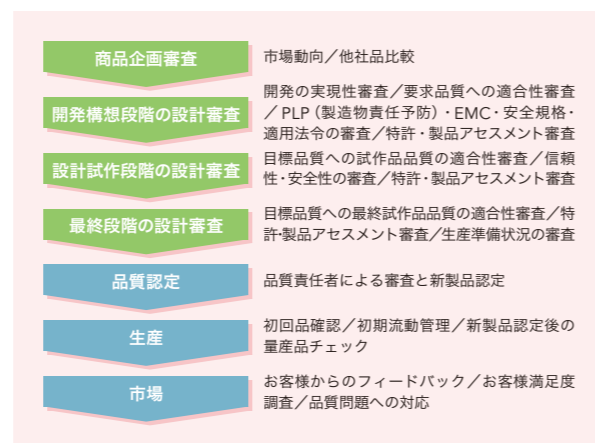 商品企画審査
市場動向／他社品比較
開発構想段階の設計審査
開発の実現性審査／要求品質への適合性審査
／PLP（製造物責任予防）・EMC・安全規格・
適用法令の審査／特許・製品アセスメント審査
設計試作段階の設計審査
目標品質への試作品品質の適合性審査／信頼
性・安全性の審査／特許・製品アセスメント審査
最終段階の設計審査
目標品質への最終試作品品質の適合性審査／特
許・製品アセスメント審査／生産準備状況の審査
品質認定
品質責任者による審査と新製品認定
生産
初回品確認／初期流動管理／新製品認定後の
量産品チェック
市場
お客様からのフィードバック／お客様満足度
調査／品質問題への対応